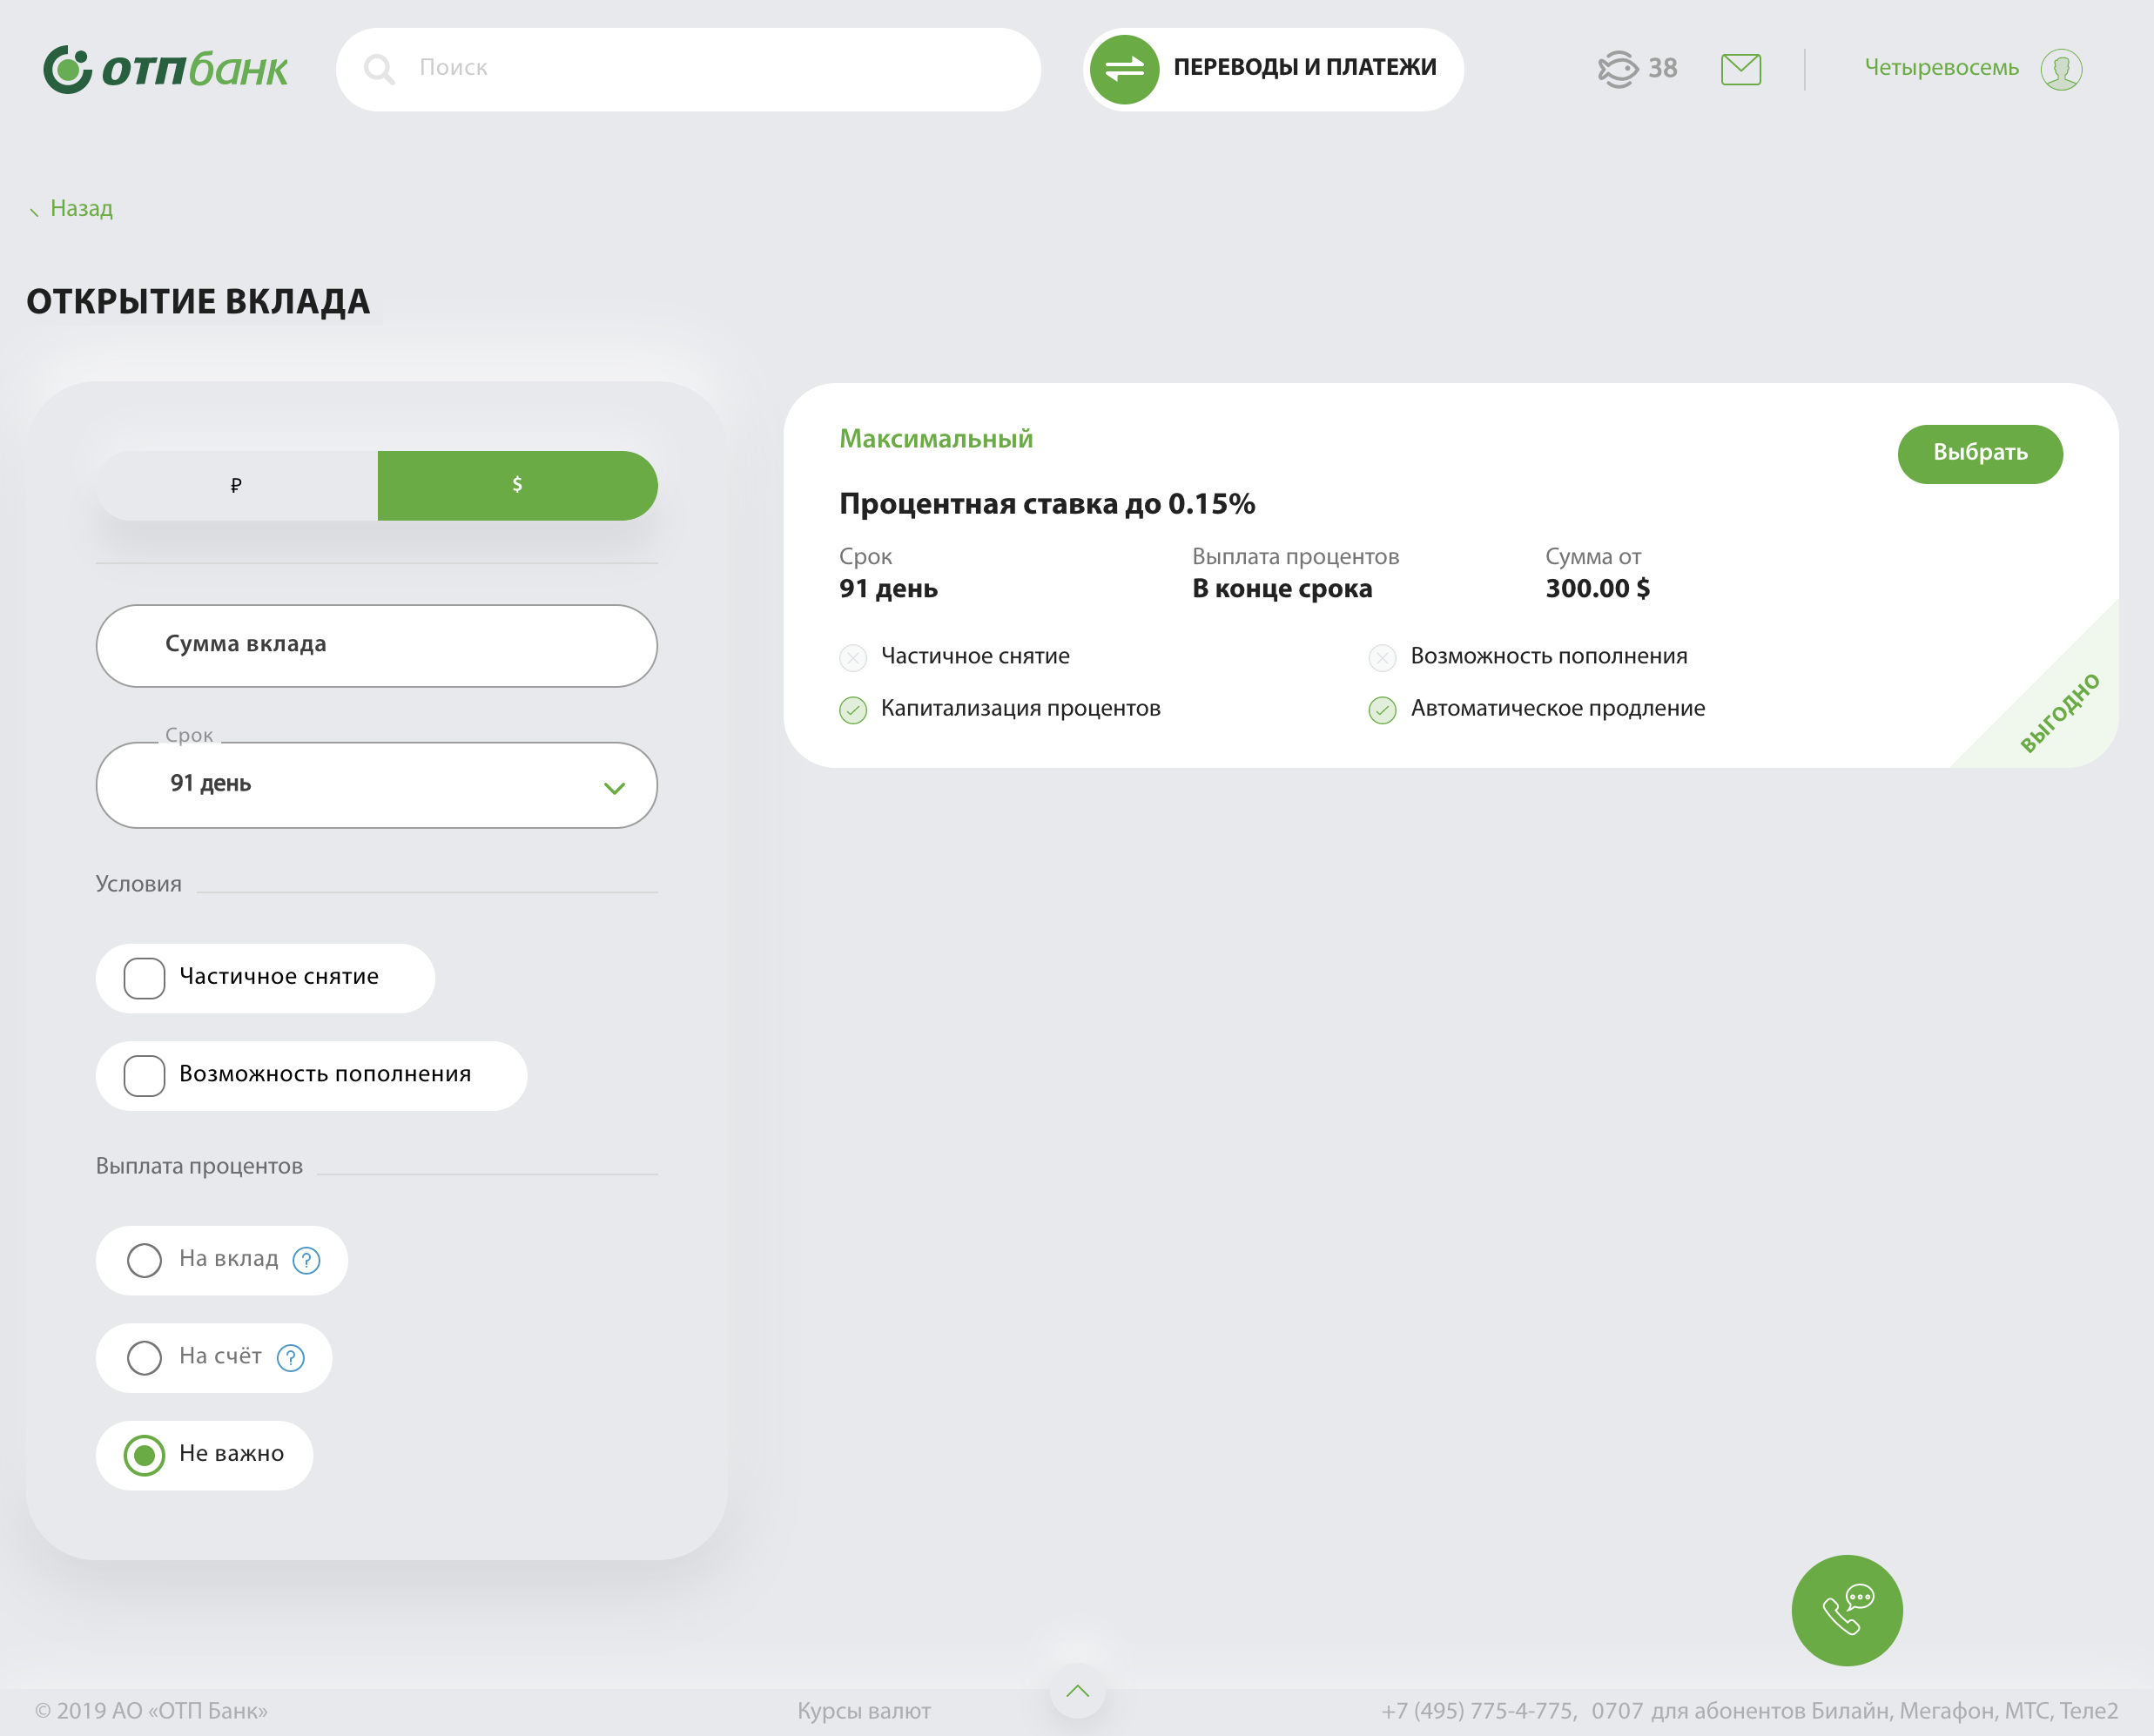 отпбанк
Поиск
ПЕРЕВОДЫ И ПЛАТЕЖИ
38
Четыревосемь
Назад
ОТКРЫТИЕ ВКЛАДА
₽
$
Сумма вклада
Срок
91 день
Условия
Частичное снятие
Возможность пополнения
Выплата процентов
На вклад ?
На счёт ?
Не важно
Максимальный
Выбрать
Процентная ставка до 0.15%
Срок
91 день
Выплата процентов
В конце срока
Сумма от
300.00 $
Частичное снятие
Возможность пополнения
Капитализация процентов
Автоматическое продление
ВЫГОДНО
© 2019 АО «ОТП Банк»
Курсы валют
+7 (495) 775-4-775, 0707 для абонентов Билайн, Мегафон, МТС, Теле2